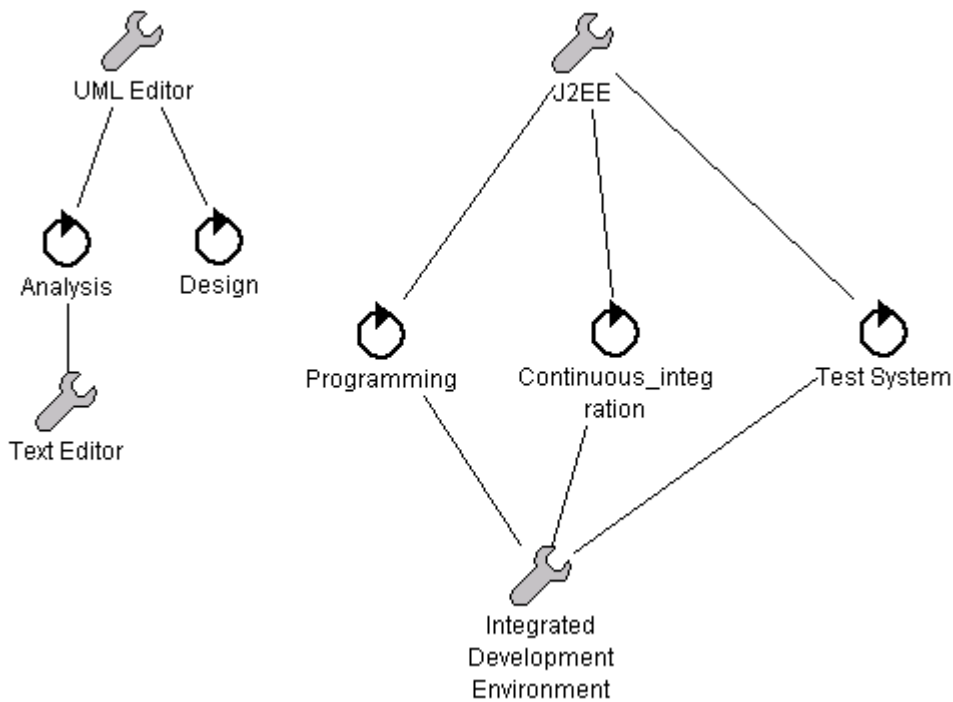 UML Editor
J2EE
Analysis
Design
Programming
Continuous_integ
ration
Test System
Text Editor
Integrated
Development
Environment